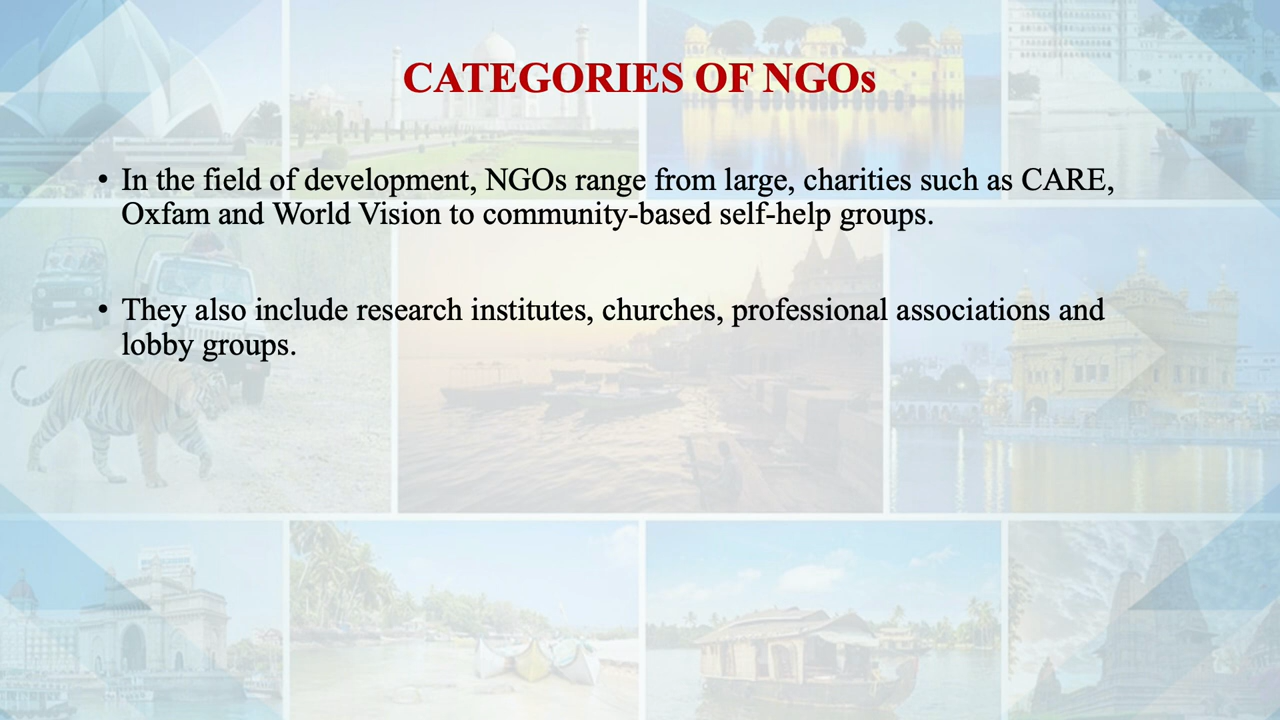 CATEGORIES OF NGOs
• In the field of development, NGOs range from large, charities such as CARE,
Oxfam and World Vision to community-based self-help groups.
• They also include research institutes, churches, professional associations and
lobby groups.